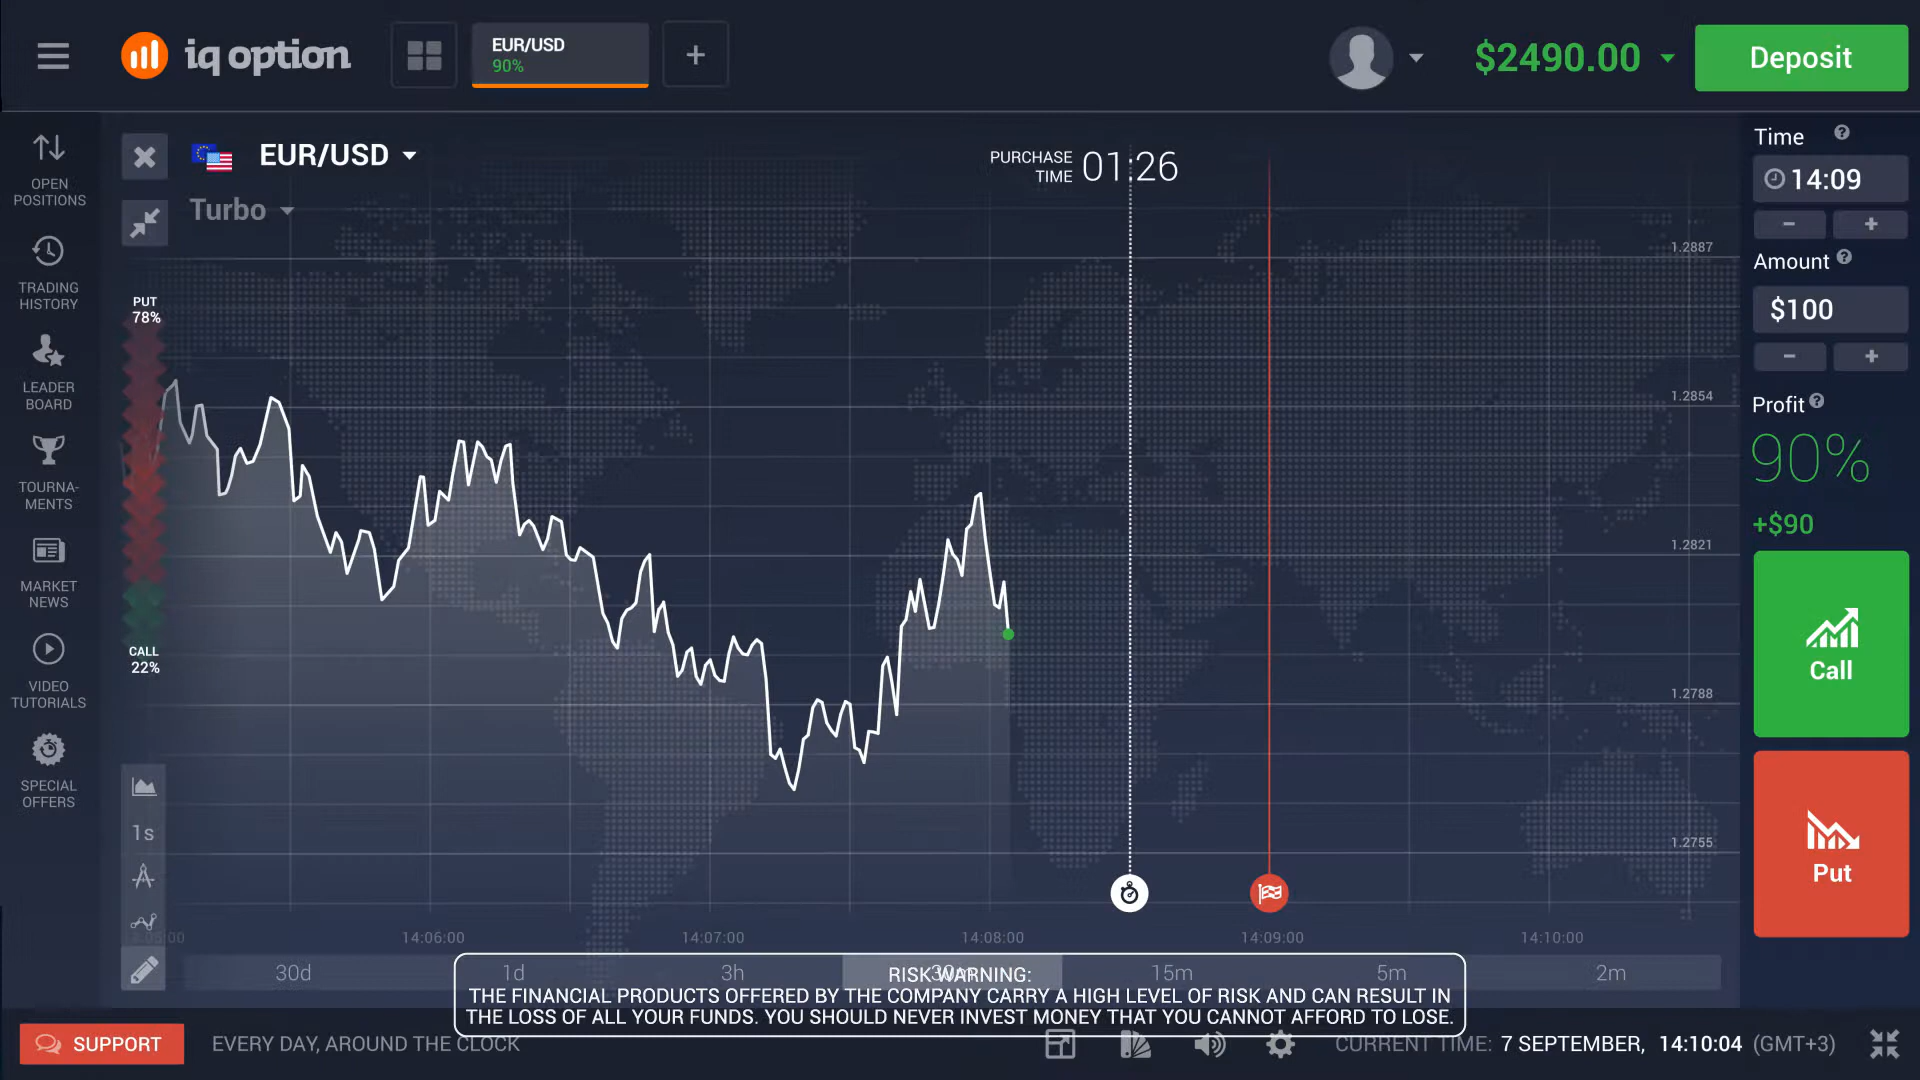 iq option
EUR/USD
90%
+
$2490.00
Deposit
OPEN
POSITIONS
TRADING
HISTORY
LEADER
BOARD
TOURNA-
MENTS
MARKET
NEWS
VIDEO
TUTORIALS
SPECIAL
OFFERS
EUR/USD
Turbo
PURCHASE
TIME
01:26
PUT
78%
CALL
22%
1s
1.2887
1.2854
1.2821
1.2788
1.2755
14:06:00
14:07:00
14:08:00
14:09:00
14:10:00
30d
1d
3h
15m
5m
2m
RISK WARNING:
THE FINANCIAL PRODUCTS OFFERED BY THE COMPANY CARRY A HIGH LEVEL OF RISK AND CAN RESULT IN
THE LOSS OF ALL YOUR FUNDS. YOU SHOULD NEVER INVEST MONEY THAT YOU CANNOT AFFORD TO LOSE.
Time ?
14:09
- +
Amount ?
$100
- +
Profit ?
90%
+$90
Call
Put
SUPPORT
EVERY DAY, AROUND THE CLOCK
CURRENT TIME: 7 SEPTEMBER, 14:10:04 (GMT+3)